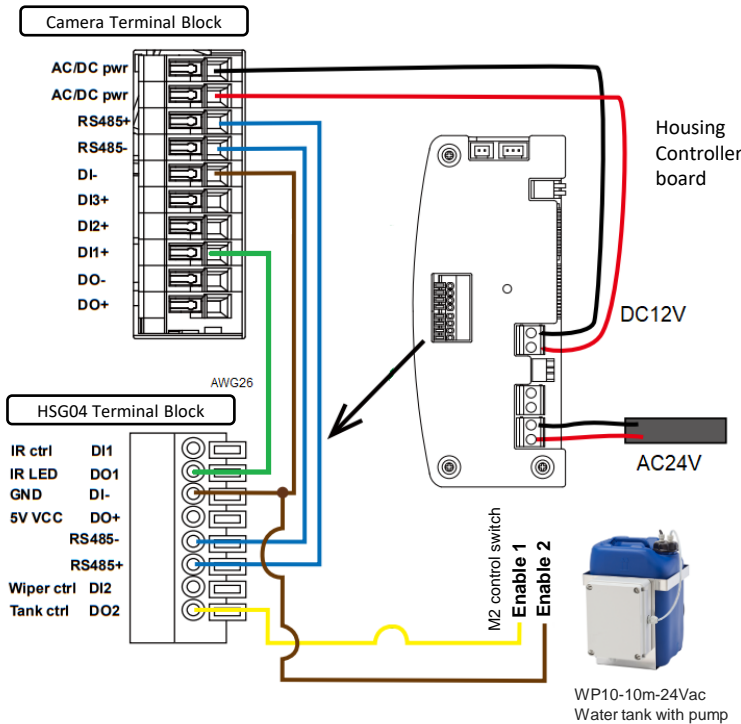 Camera Terminal Block
AC/DC pwr
AC/DC pwr
RS485+
RS485-
DI-
DI3+
DI2+
DI1+
DO-
DO+
Housing
Controller
board
DC12V
AC24V
AWG26
HSG04 Terminal Block
IR ctrl DI1
IR LED DO1
GND DI-
5V VCC DO+
RS485-
RS485+
Wiper ctrl DI2
Tank ctrl DO2
M2 control switch
Enable 1
Enable 2
WP10-10m-24Vac
Water tank with pump